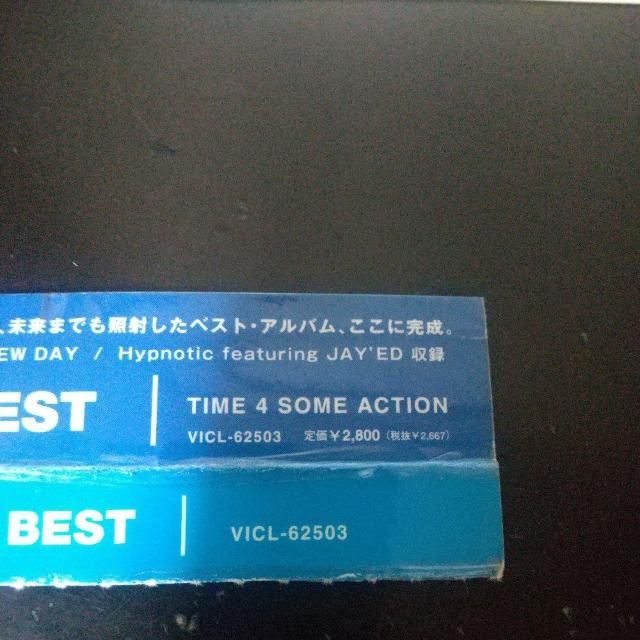 、未来までも照射したベスト・アルバム、ここに完成。
EW DAY / Hypnotic featuring JAY'ED 収録
EST
TIME 4 SOME ACTION
VICL-62503 定価￥2,800（税抜￥2,667）
BEST
VICL-62503